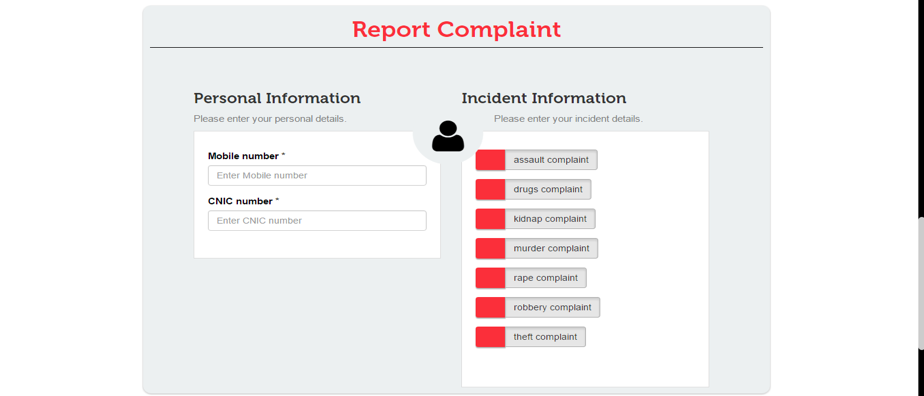 Report Complaint
Personal Information
Please enter your personal details.
Mobile number *
Enter Mobile number
CNIC number *
Enter CNIC number
Incident Information
Please enter your incident details.
assault complaint
drugs complaint
kidnap complaint
murder complaint
rape complaint
robbery complaint
theft complaint